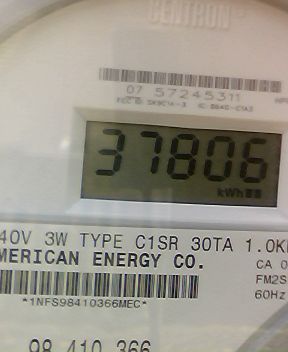 CENTRON
07 57245311
37806
kWh
40V 3W TYPE C1SR 30TA 1.0K
MERICAN ENERGY CO.
CA 0
FM2S
*1NFS98410366MEC*
60Hz
98 410 366